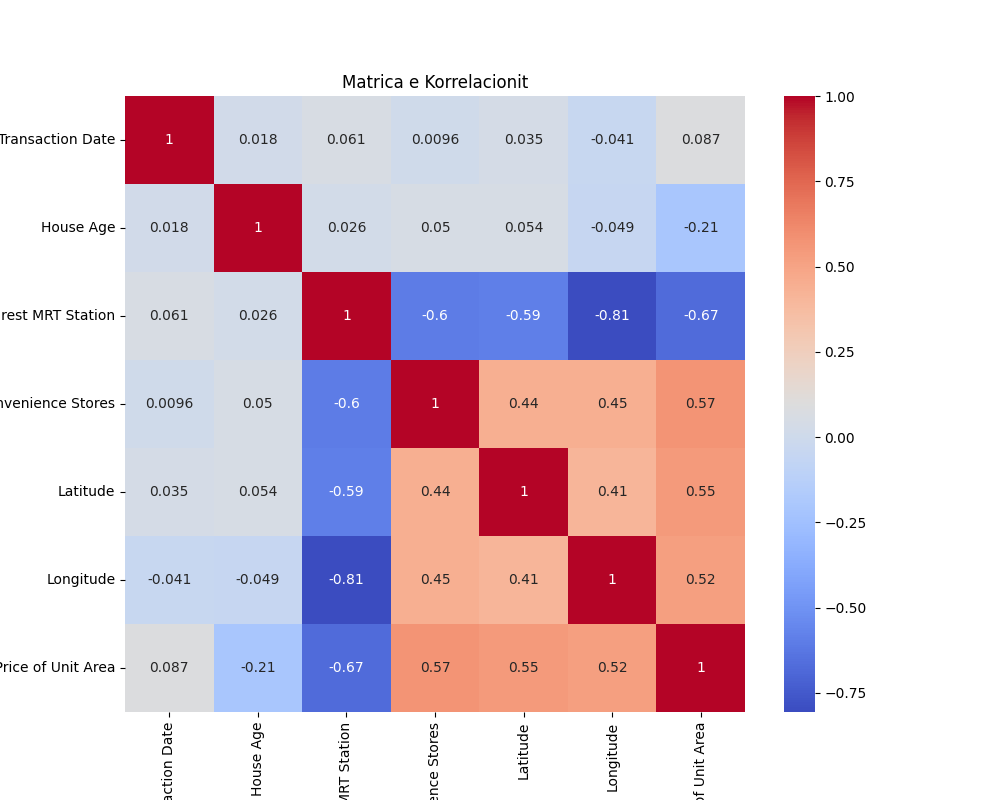 Matrica e Korrelacionit
Transaction Date 1 0.018 0.061 0.0096 0.035 -0.041 0.087
House Age 0.018 1 0.026 0.05 0.054 -0.049 -0.21
rest MRT Station 0.061 0.026 1 -0.6 -0.59 -0.81 -0.67
nvenience Stores 0.0096 0.05 -0.6 1 0.44 0.45 0.57
Latitude 0.035 0.054 -0.59 0.44 1 0.41 0.55
Longitude -0.041 -0.049 -0.81 0.45 0.41 1 0.52
Price of Unit Area 0.087 -0.21 -0.67 0.57 0.55 0.52 1
action Date
House Age
MRT Station
ence Stores
Latitude
Longitude
of Unit Area
1.00
0.75
0.50
0.25
0.00
−0.25
−0.50
−0.75